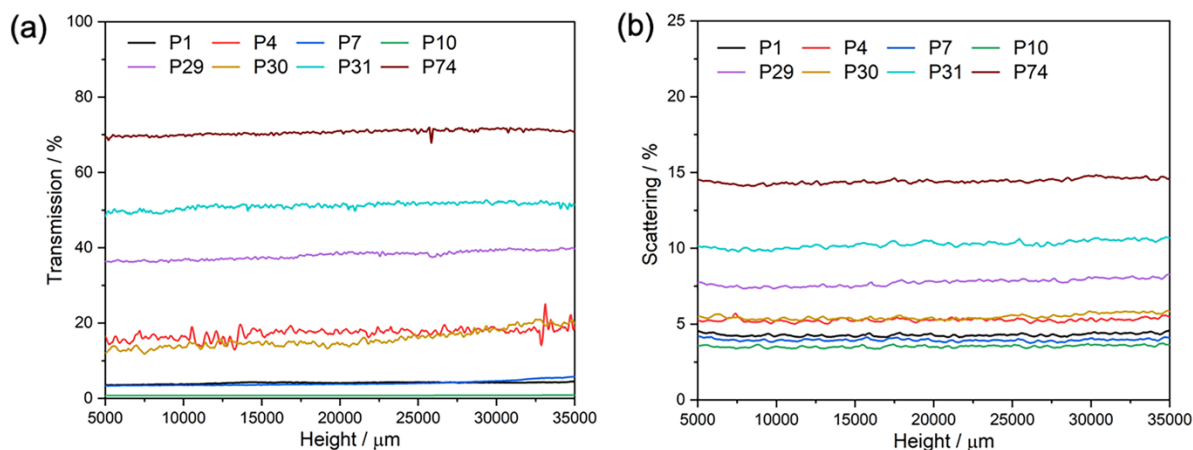 (a)
Transmission / %
100
80
60
40
20
0
P1 P4 P7 P10
P29 P30 P31 P74
5000 10000 15000 20000 25000 30000 35000
Height / μm
(b)
Scattering / %
25
20
15
10
5
0
P1 P4 P7 P10
P29 P30 P31 P74
5000 10000 15000 20000 25000 30000 35000
Height / μm